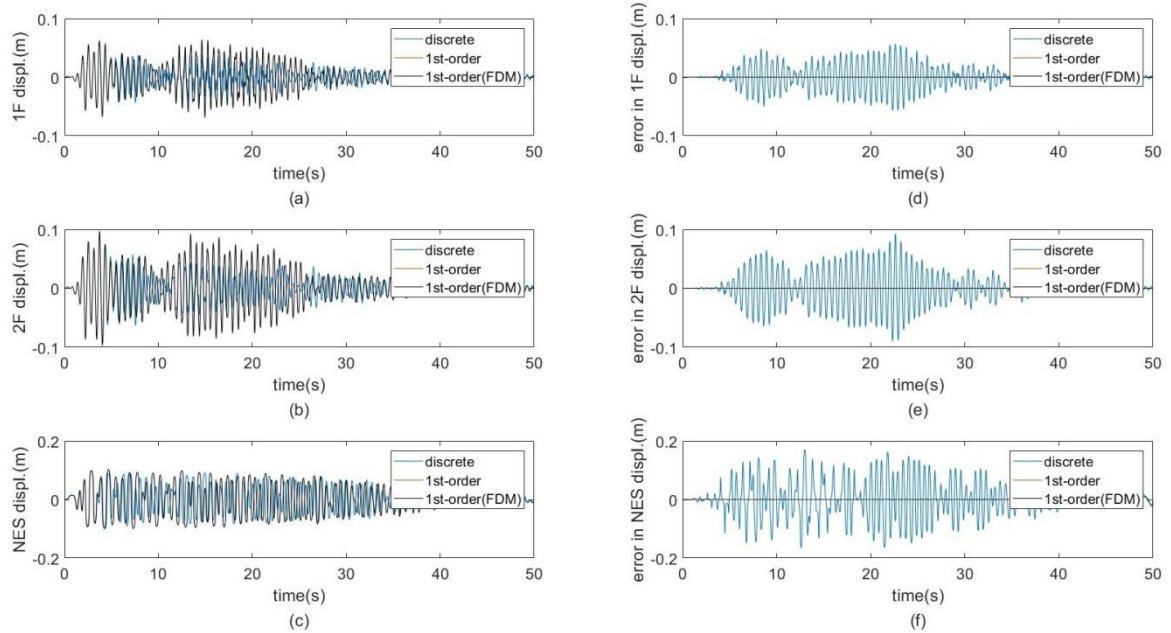 0.1
0
-0.1
1F displ.(m)
discrete
1st-order
1st-order(FDM)
0 10 20 30 40 50
time(s)
(a)
0.1
0
-0.1
2F displ.(m)
discrete
1st-order
1st-order(FDM)
0 10 20 30 40 50
time(s)
(b)
0.2
0
-0.2
NES displ.(m)
discrete
1st-order
1st-order(FDM)
0 10 20 30 40 50
time(s)
(c)
0.1
0
-0.1
error in 1F displ.(m)
discrete
1st-order
1st-order(FDM)
0 10 20 30 40 50
time(s)
(d)
0.1
0
-0.1
error in 2F displ.(m)
discrete
1st-order
1st-order(FDM)
0 10 20 30 40 50
time(s)
(e)
0.2
0
-0.2
error in NES displ.(m)
discrete
1st-order
1st-order(FDM)
0 10 20 30 40 50
time(s)
(f)